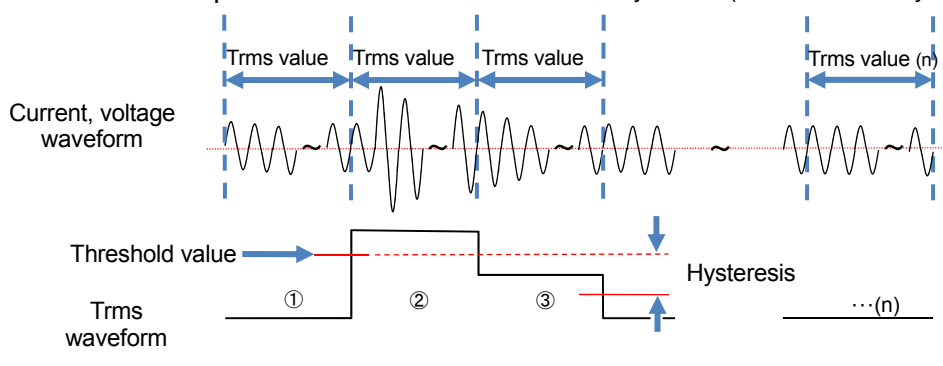 Trms value Trms value Trms value Trms value (n)
Current, voltage
waveform
~ ~ ~ ~ ~
Threshold value
Hysteresis
① ② ③ ⋯(n)
Trms
waveform